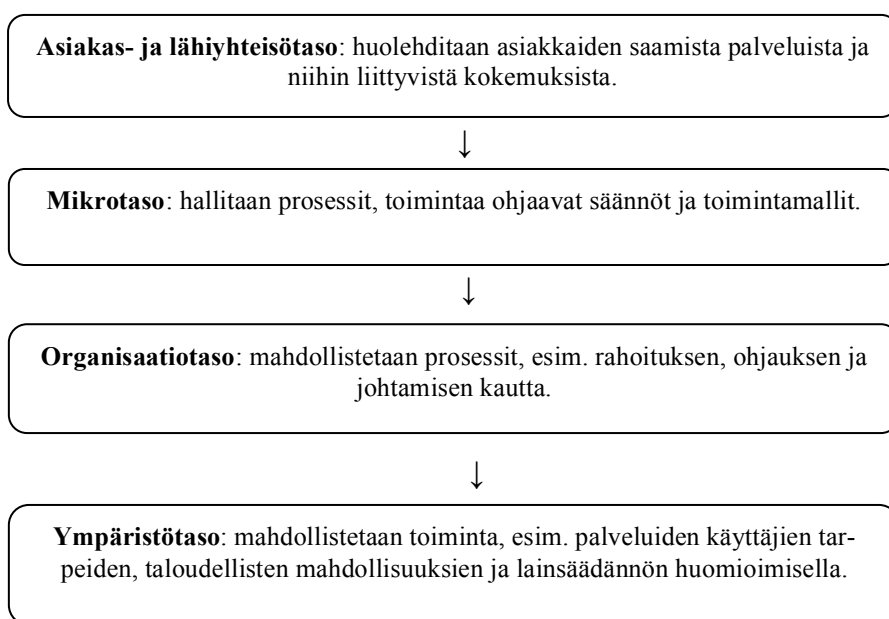 Asiakas- ja lähiyhteisötaso: huolehditaan asiakkaiden saamista palveluista ja
niihin liittyvistä kokemuksista.
↓
Mikrotaso: hallitaan prosessit, toimintaa ohjaavat säännöt ja toimintamallit.
↓
Organisaatiotaso: mahdollistetaan prosessit, esim. rahoituksen, ohjauksen ja
johtamisen kautta.
↓
Ympäristötaso: mahdollistetaan toiminta, esim. palveluiden käyttäjien tar-
peiden, taloudellisten mahdollisuuksien ja lainsäädännön huomioimisella.